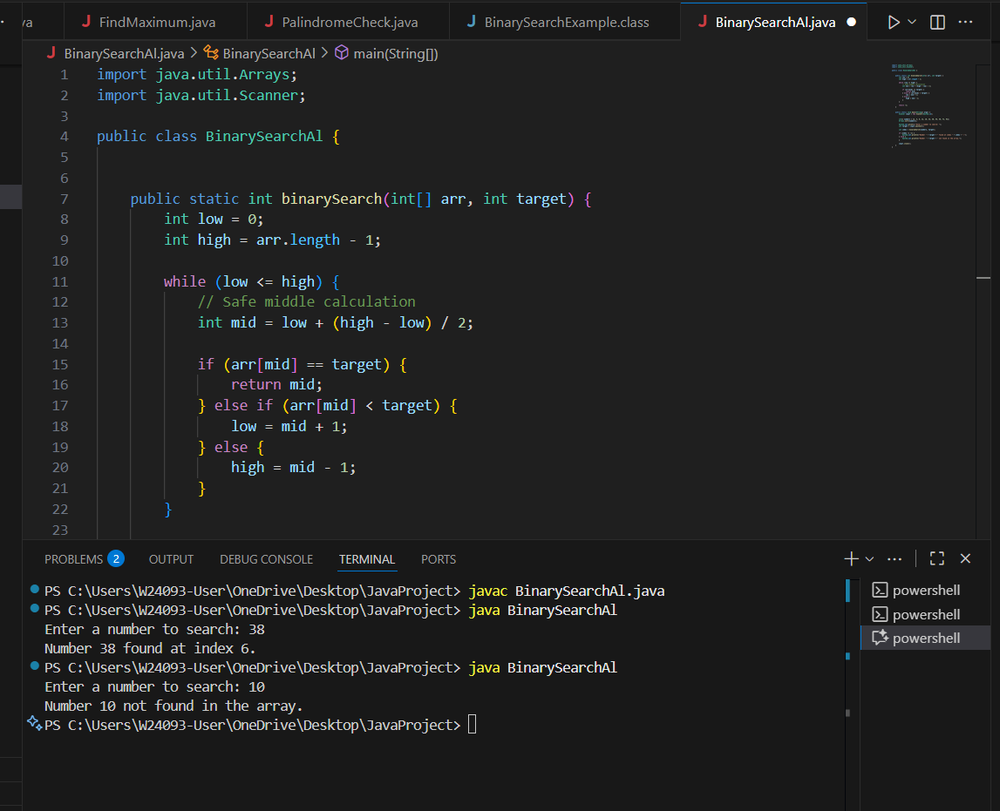 va
FindMaximum.java
PalindromeCheck.java
BinarySearchExample.class
BinarySearchAl.java
BinarySearchAl.java > BinarySearchAl > main(String[])
1 import java.util.Arrays;
2 import java.util.Scanner;
3
4 public class BinarySearchAl {
5
6
7 public static int binarySearch(int[] arr, int target) {
8 int low = 0;
9 int high = arr.length - 1;
10
11 while (low <= high) {
12 // Safe middle calculation
13 int mid = low + (high - low) / 2;
14
15 if (arr[mid] == target) {
16 return mid;
17 } else if (arr[mid] < target) {
18 low = mid + 1;
19 } else {
20 high = mid - 1;
21 }
22 }
23
PROBLEMS 2 OUTPUT DEBUG CONSOLE TERMINAL PORTS
PS C:\Users\W24093-User\OneDrive\Desktop\JavaProject> javac BinarySearchAl.java
PS C:\Users\W24093-User\OneDrive\Desktop\JavaProject> java BinarySearchAl
Enter a number to search: 38
Number 38 found at index 6.
PS C:\Users\W24093-User\OneDrive\Desktop\JavaProject> java BinarySearchAl
Enter a number to search: 10
Number 10 not found in the array.
PS C:\Users\W24093-User\OneDrive\Desktop\JavaProject>
powershell
powershell
powershell